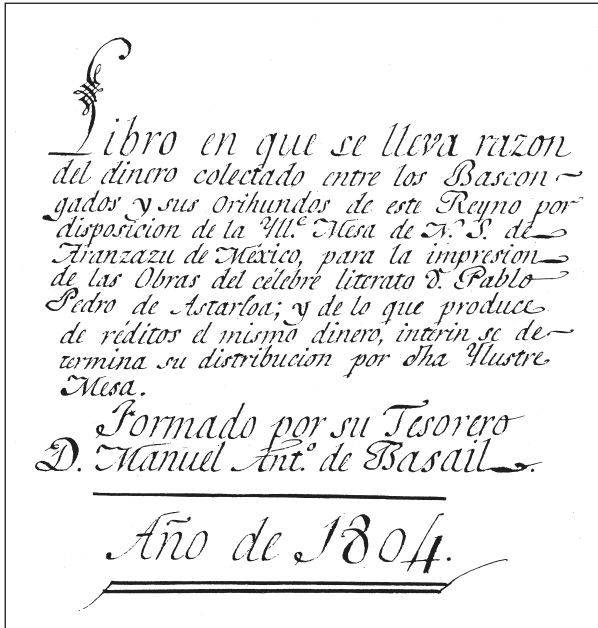 Libro en que se lleva razon
del dinero colectado entre los Bascon-
gados y sus Orihundos de este Reyno por
disposicion de la Yll.e Mesa de N. S. de
Aranzazu de México, para la impresion
de las Obras del célebre literato D. Pablo
Pedro de Astarloa; y de lo que produce
de réditos el mismo dinero, intèrin se de-
termina su distribucion por dha Ylustre
Mesa.
Formado por su Tesorero
D. Manuel Ant.o de Basail.
Año de 1804.